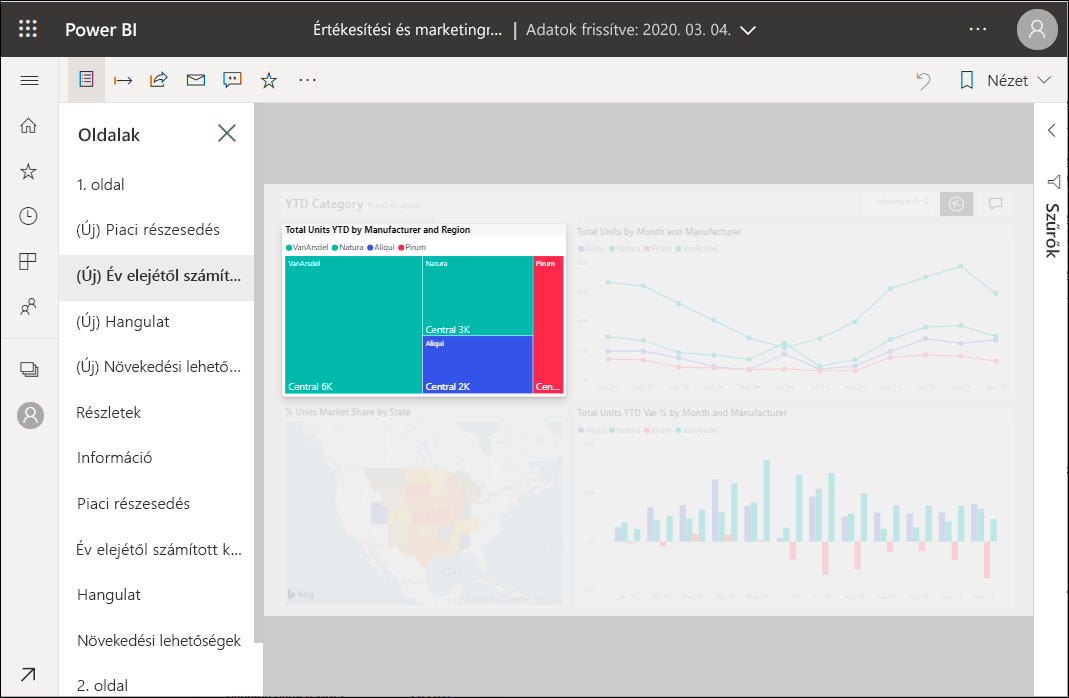 Power BI
Értékesítési és marketingr... | Adatok frissítve: 2020. 03. 04.
Nézet
Oldalak
1. oldal
(Új) Piaci részesedés
(Új) Év elejétől számít...
(Új) Hangulat
(Új) Növekedési lehető...
Részletek
Információ
Piaci részesedés
Év elejétől számított k...
Hangulat
Növekedési lehetőségek
2. oldal
YTD Category Trend Analysis
Total Units YTD by Manufacturer and Region
VanArsdel Natura Aliqui Pirum
VanArsdel
Central 6K
Natura
Central 3K
Aliqui
Central 2K
Pirum
Cen...
Total Units by Month and Manufacturer
Aliqui Natura Pirum VanArsdel
% Units Market Share by State
Bing
Total Units YTD Var % by Month and Manufacturer
Aliqui Natura Pirum VanArsdel
Szűrők